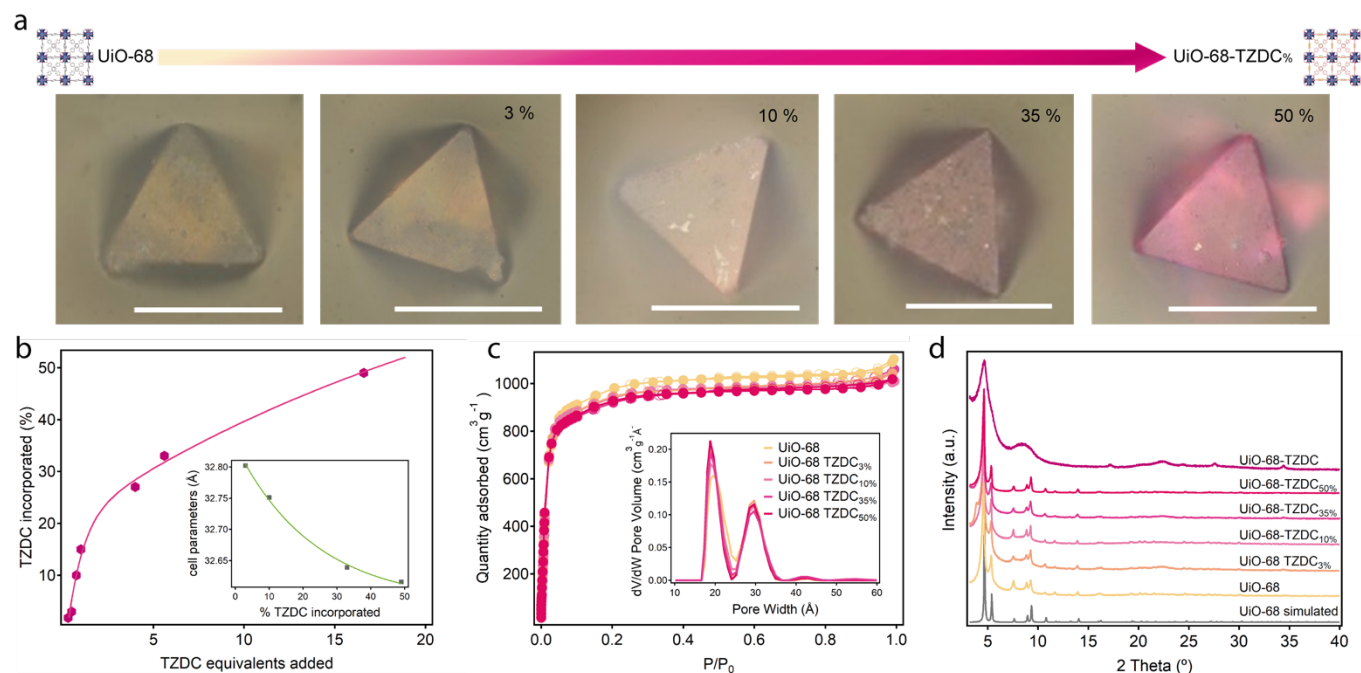 a
UiO-68
UiO-68-TZDC%
3 %
10 %
35 %
50 %
b
TZDC incorporated (%)
50
40
30
20
10
0
5
10
15
20
TZDC equivalents added
cell parameters (Å)
32.80
32.75
32.70
32.65
0
10
20
30
40
50
% TZDC incorporated
c
Quantity adsorbed (cm³ g⁻¹)
1000
800
600
400
200
0.0
0.2
0.4
0.6
0.8
1.0
P/P₀
dV/dW Pore Volume (cm³ g⁻¹Å⁻
0.20
0.15
0.10
0.05
0.00
10
20
30
40
50
60
Pore Width (Å)
UiO-68
UiO-68 TZDC3%
UiO-68 TZDC10%
UiO-68 TZDC35%
UiO-68 TZDC50%
d
Intensity (a.u.)
UiO-68-TZDC
UiO-68-TZDC50%
UiO-68-TZDC35%
UiO-68-TZDC10%
UiO-68 TZDC3%
UiO-68
UiO-68 simulated
5
10
15
20
25
30
35
40
2 Theta (º)